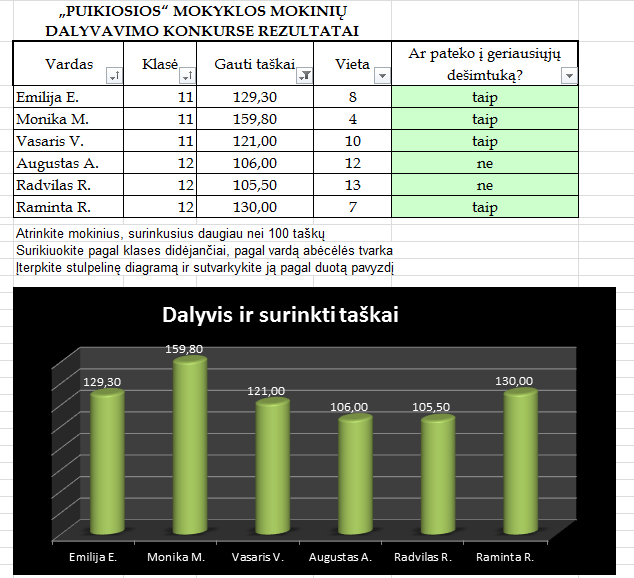 „PUIKIOSIOS" MOKYKLOS MOKINIŲ
DALYVAVIMO KONKURSE REZULTATAI
Vardas Klasė Gauti taškai Vieta Ar pateko į geriausiųjų dešimtuką?
Emilija E. 11 129,30 8 taip
Monika M. 11 159,80 4 taip
Vasaris V. 11 121,00 10 taip
Augustas A. 12 106,00 12 ne
Radvilas R. 12 105,50 13 ne
Raminta R. 12 130,00 7 taip
Atrinkite mokinius, surinkusius daugiau nei 100 taškų
Surikiuokite pagal klases didėjančiai, pagal vardą abėcėlės tvarka
Įterpkite stulpelinę diagramą ir sutvarkykite ją pagal duotą pavyzdį
Dalyvis ir surinkti taškai
129,30 159,80 121,00 106,00 105,50 130,00
Emilija E. Monika M. Vasaris V. Augustas A. Radvilas R. Raminta R.